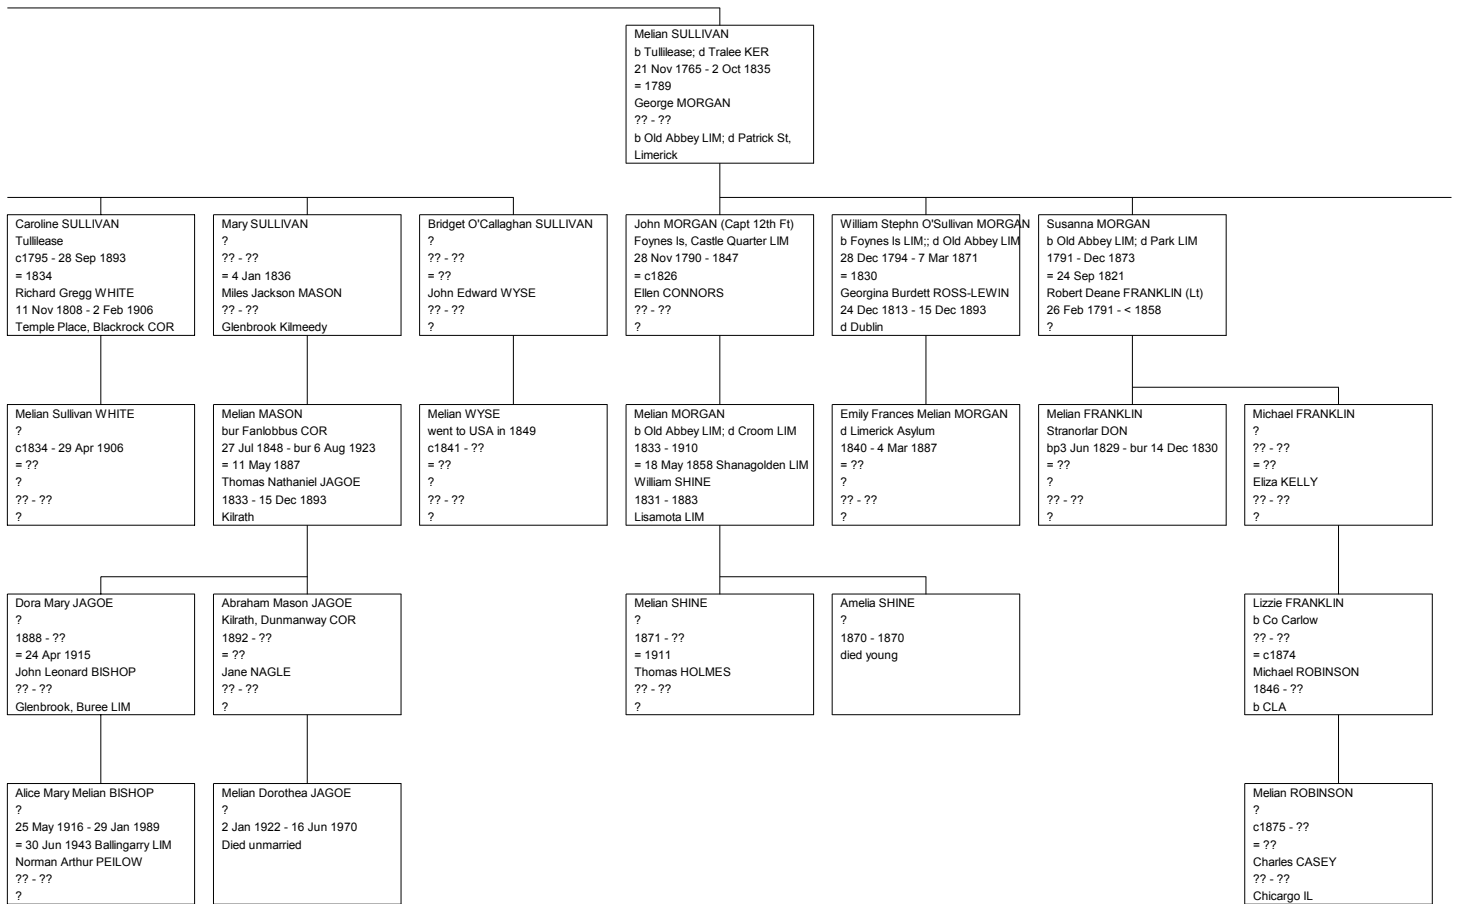 Melian SULLIVAN
b Tullilease; d Tralee KER
21 Nov 1765 - 2 Oct 1835
= 1789
George MORGAN
?? - ??
b Old Abbey LIM; d Patrick St,
Limerick
Caroline SULLIVAN
Tullilease
c1795 - 28 Sep 1893
= 1834
Richard Gregg WHITE
11 Nov 1808 - 2 Feb 1906
Temple Place, Blackrock COR
Mary SULLIVAN
?
?? - ??
= 4 Jan 1836
Miles Jackson MASON
?? - ??
Glenbrook Kilmeedy
Bridget O'Callaghan SULLIVAN
?
?? - ??
= ??
John Edward WYSE
?? - ??
?
John MORGAN (Capt 12th Ft)
Foynes Is, Castle Quarter LIM
28 Nov 1790 - 1847
= c1826
Ellen CONNORS
?? - ??
?
William Stephn O'Sullivan MORGAN
b Foynes Is LIM;; d Old Abbey LIM
28 Dec 1794 - 7 Mar 1871
= 1830
Georgina Burdett ROSS-LEWIN
24 Dec 1813 - 15 Dec 1893
d Dublin
Susanna MORGAN
b Old Abbey LIM; d Park LIM
1791 - Dec 1873
= 24 Sep 1821
Robert Deane FRANKLIN (Lt)
26 Feb 1791 - < 1858
?
Melian Sullivan WHITE
?
c1834 - 29 Apr 1906
= ??
?
?? - ??
?
Melian MASON
bur Fanlobbus COR
27 Jul 1848 - bur 6 Aug 1923
= 11 May 1887
Thomas Nathaniel JAGOE
1833 - 15 Dec 1893
Kilrath
Melian WYSE
went to USA in 1849
c1841 - ??
= ??
?
?? - ??
?
Melian MORGAN
b Old Abbey LIM; d Croom LIM
1833 - 1910
= 18 May 1858 Shanagolden LIM
William SHINE
1831 - 1883
Lisamota LIM
Emily Frances Melian MORGAN
d Limerick Asylum
1840 - 4 Mar 1887
= ??
?
?? - ??
?
Melian FRANKLIN
Stranorlar DON
bp3 Jun 1829 - bur 14 Dec 1830
= ??
?
?? - ??
?
Michael FRANKLIN
?
?? - ??
= ??
Eliza KELLY
?? - ??
?
Dora Mary JAGOE
?
1888 - ??
= 24 Apr 1915
John Leonard BISHOP
?? - ??
Glenbrook, Buree LIM
Abraham Mason JAGOE
Kilrath, Dunmanway COR
1892 - ??
= ??
Jane NAGLE
?? - ??
?
Melian SHINE
?
1871 - ??
= 1911
Thomas HOLMES
?? - ??
?
Amelia SHINE
?
1870 - 1870
died young
Lizzie FRANKLIN
b Co Carlow
?? - ??
= c1874
Michael ROBINSON
1846 - ??
b CLA
Alice Mary Melian BISHOP
?
25 May 1916 - 29 Jan 1989
= 30 Jun 1943 Ballingarry LIM
Norman Arthur PEILOW
?? - ??
?
Melian Dorothea JAGOE
?
2 Jan 1922 - 16 Jun 1970
Died unmarried
Melian ROBINSON
?
c1875 - ??
= ??
Charles CASEY
?? - ??
Chicargo IL